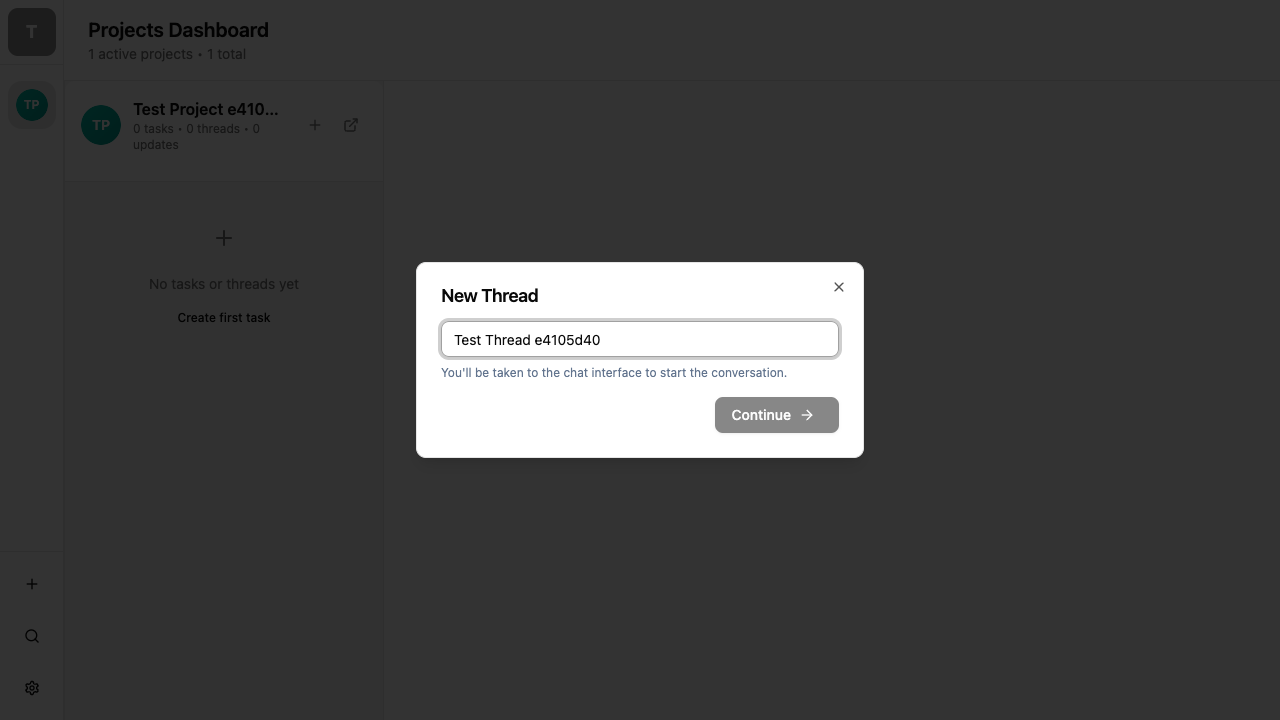 T
Projects Dashboard
1 active projects • 1 total
TP
TP
Test Project e410...
0 tasks • 0 threads • 0
updates
No tasks or threads yet
Create first task
New Thread
Test Thread e4105d40
You'll be taken to the chat interface to start the conversation.
Continue